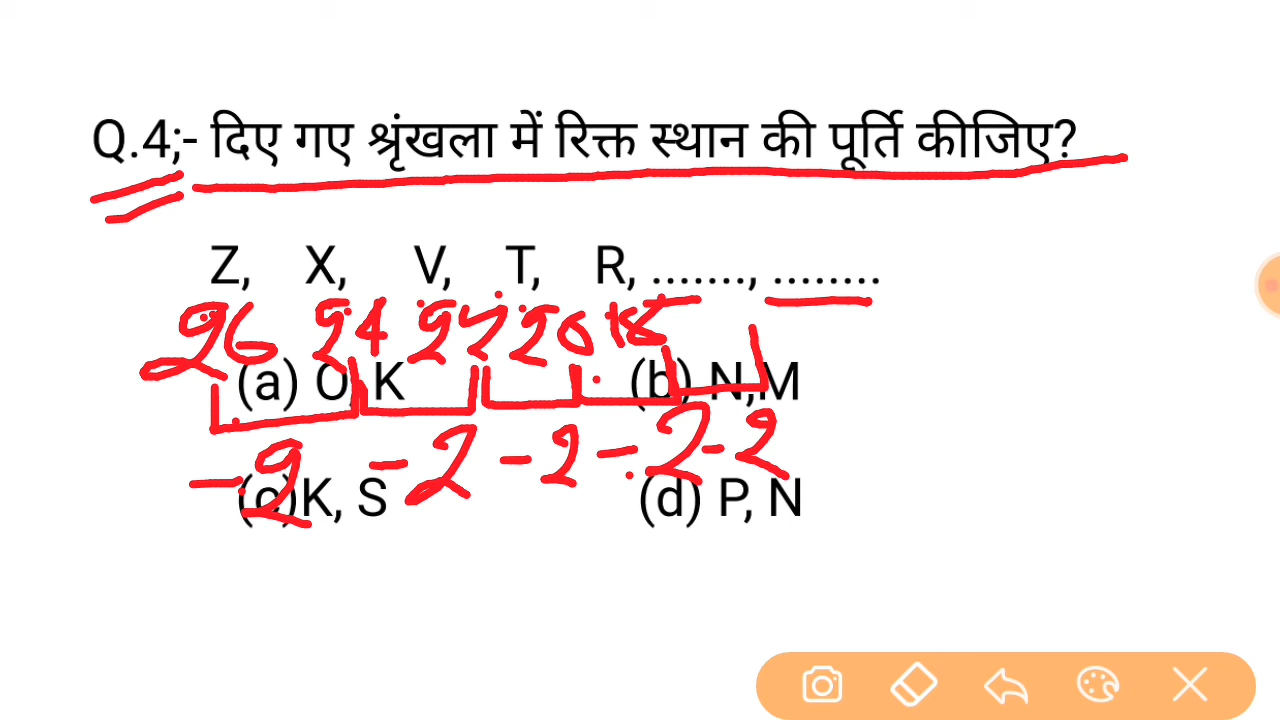 Q.4;- दिए गए श्रृंखला में रिक्त स्थान की पूर्ति कीजिए?
Z, X, V, T, R, ......., ........
26 24 22 20 18
(a) O, K (b) N,M
-2 -2 -2 -2 -2
(c)K, S (d) P, N